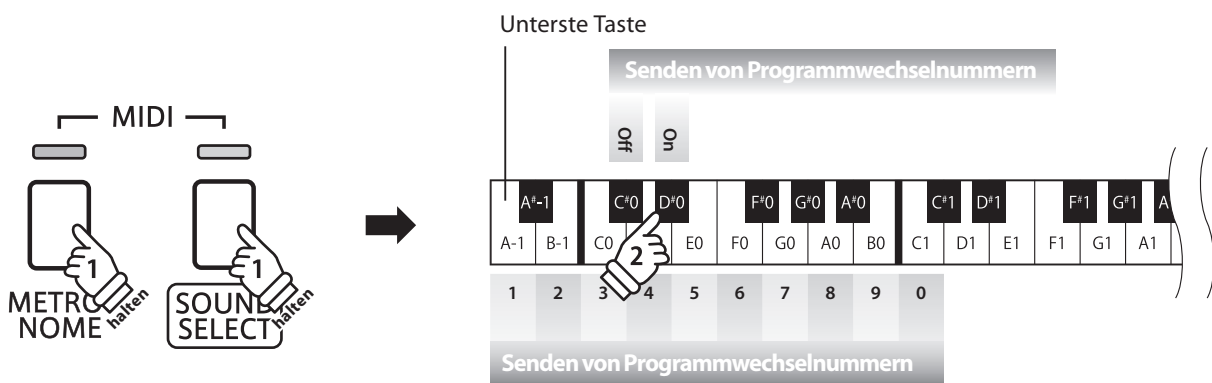 Unterste Taste
Senden von Programmwechselnummern
Off On
MIDI
1 halten
METRO
NOME
1 halten
SOUND
SELECT
A#-1 C#0 D#0 F#0 G#0 A#0 C#1 D#1 F#1 G#1 A
A-1 B-1 C0 E0 F0 G0 A0 B0 C1 D1 E1 F1 G1 A1
2
1 2 3 4 5 6 7 8 9 0
Senden von Programmwechselnummern